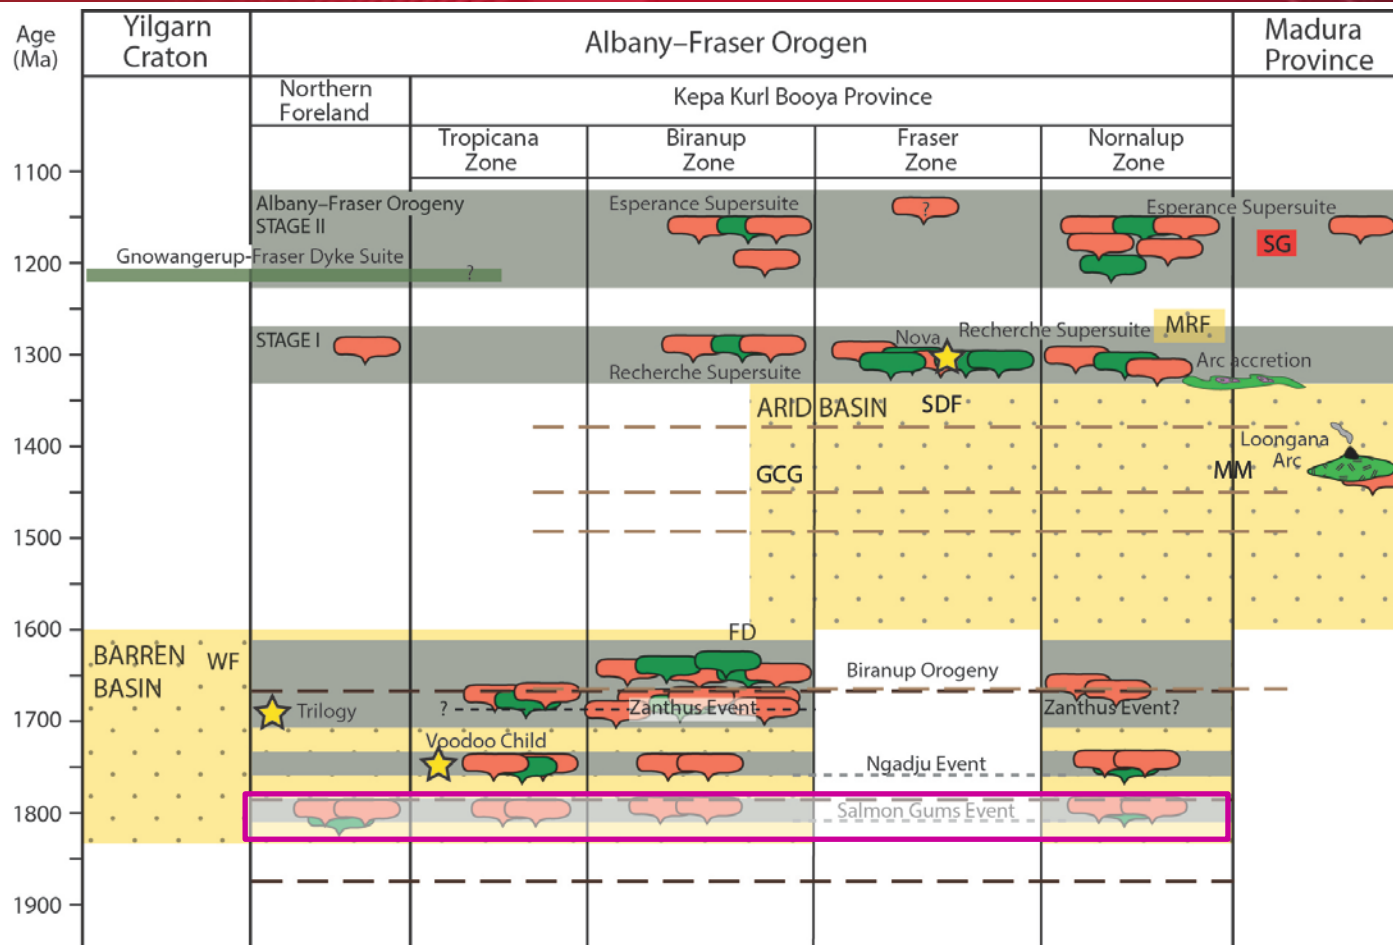 Age
(Ma)
Yilgarn
Craton
Albany–Fraser Orogen
Madura
Province
Northern
Foreland
Kepa Kurl Booya Province
Tropicana
Zone
Biranup
Zone
Fraser
Zone
Nornalup
Zone
1100
Albany–Fraser Orogeny
STAGE II
Esperance Supersuite
?
Esperance Supersuite
SG
Gnowangerup-Fraser Dyke Suite
?
1200
STAGE I
Recherche Supersuite
Nova
Recherche Supersuite
MRF
Arc accretion
1300
ARID BASIN
SDF
1400
GCG
MM
Loongana
Arc
1500
1600
BARREN
BASIN
WF
FD
Biranup Orogeny
Trilogy
?
Zanthus Event
Zanthus Event?
1700
Voodoo Child
Ngadju Event
1800
Salmon Gums Event
1900